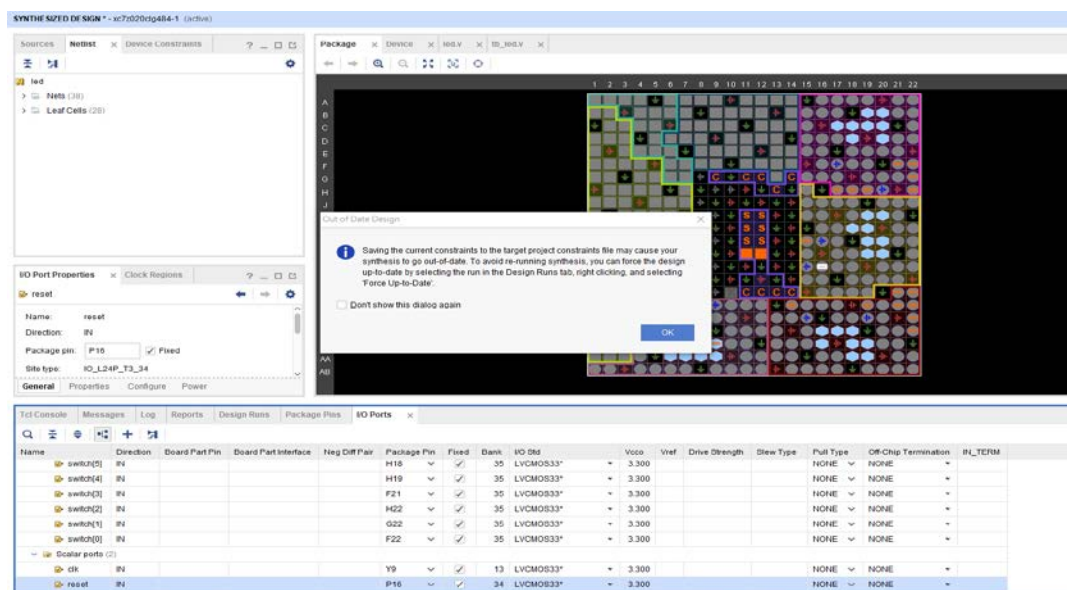 SYNTHESIZED DESIGN * - xc7z020clg484-1 (active)
Sources Netlist × Device Constraints ? _
led
> Nets (38)
> Leaf Cells (28)
I/O Port Properties × Clock Regions ? _
reset
Name: reset
Direction: IN
Package pin: P16 Fixed
Site type: IO_L24P_T3_34
General Properties Configure Power
Package × Device × led.v × tb_led.v ×
1 2 3 4 5 6 7 8 9 10 11 12 13 14 15 16 17 18 19 20 21 22
A
B
C
D
E
F
G
H
J
AA
AB
C C C C
C
S S
S S
S S
C C C C
Out of Date Design ×
Saving the current constraints to the target project constraints file may cause your
synthesis to go out-of-date. To avoid re-running synthesis, you can force the design
up-to-date by selecting the run in the Design Runs tab, right clicking, and selecting
'Force Up-to-Date'.
Don't show this dialog again
OK
Tcl Console Messages Log Reports Design Runs Package Pins I/O Ports ×
Name Direction Board Part Pin Board Part Interface Neg Diff Pair Package Pin Fixed Bank I/O Std Vcco Vref Drive Strength Slew Type Pull Type Off-Chip Termination IN_TERM
switch[5] IN H18 35 LVCMOS33* 3.300 NONE NONE
switch[4] IN H19 35 LVCMOS33* 3.300 NONE NONE
switch[3] IN F21 35 LVCMOS33* 3.300 NONE NONE
switch[2] IN H22 35 LVCMOS33* 3.300 NONE NONE
switch[1] IN G22 35 LVCMOS33* 3.300 NONE NONE
switch[0] IN F22 35 LVCMOS33* 3.300 NONE NONE
Scalar ports (2)
clk IN Y9 13 LVCMOS33* 3.300 NONE NONE
reset IN P16 34 LVCMOS33* 3.300 NONE NONE